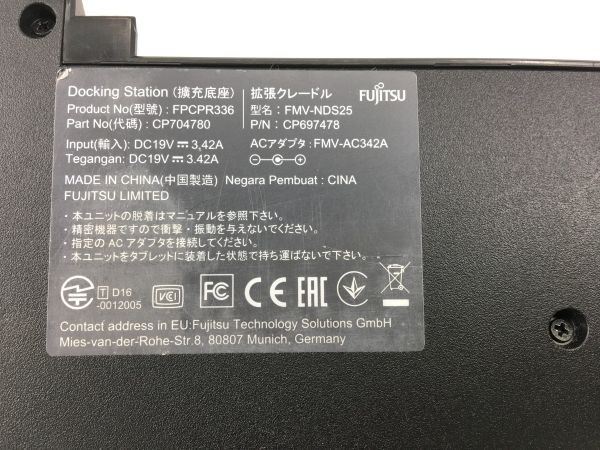 Docking Station (擴充底座) 拡張クレードル FUJITSU
Product No(型號) : FPCPR336 型名 : FMV-NDS25
Part No(代碼) : CP704780 P/N : CP697478
Input(輸入) : DC19V 3,42A ACアダプタ : FMV-AC342A
Tegangan: DC19V 3.42A
MADE IN CHINA(中国製造) Negara Pembuat : CINA
FUJITSU LIMITED
・本ユニットの脱着はマニュアルを参照下さい。
・精密機器ですので衝撃・振動を与えないでください。
・指定の AC アダプタを接続してください。
・本ユニットをタブレットに装着した状態で持ち運ばないで下さい。
T D16
-0012005
VCI FC CE EAC
Contact address in EU:Fujitsu Technology Solutions GmbH
Mies-van-der-Rohe-Str.8, 80807 Munich, Germany